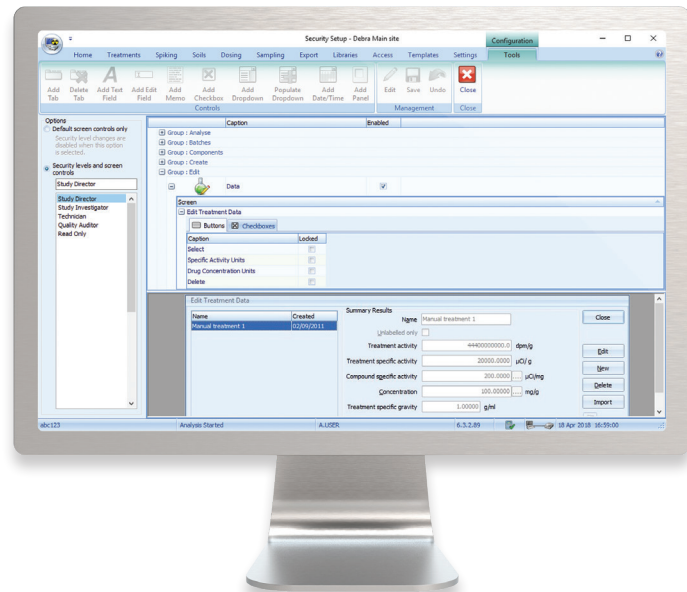 Security Setup - Debra Main site
Configuration
Home Treatments Spiking Soils Dosing Sampling Export Libraries Access Templates Settings Tools
Add Tab
Delete Tab
Add Text Field
Add Edit Field
Add Memo
Add Checkbox
Add Dropdown
Populate Dropdown
Add Date/Time
Add Panel
Edit
Save
Undo
Close
Controls
Management
Close
Options
Default screen controls only
Security level changes are
disabled when this option
is selected.
Security levels and screen
controls
Study Director
Study Director
Study Investigator
Technician
Quality Auditor
Read Only
Caption Enabled
Group : Analyse
Group : Batches
Group : Components
Group : Create
Group : Edit
Data
Screen
Edit Treatment Data
Buttons Checkboxes
Caption Locked
Select
Specific Activity Units
Drug Concentration Units
Delete
Edit Treatment Data
Name Created
Manual treatment 1 02/09/2011
Summary Results
Name Manual treatment 1
Unlabelled only
Treatment activity 44400000000.0 dpm/g
Treatment specific activity 20000.0000 µCi/ g
Compound specific activity 200.0000 ... µCi/mg
Concentration 100.00000 ... mg/g
Treatment specific gravity 1.00000 g/ml
Close
Edit
New
Delete
Import
abc123 Analysis Started A.USER 6.3.2.89 18 Apr 2018 16:59:00